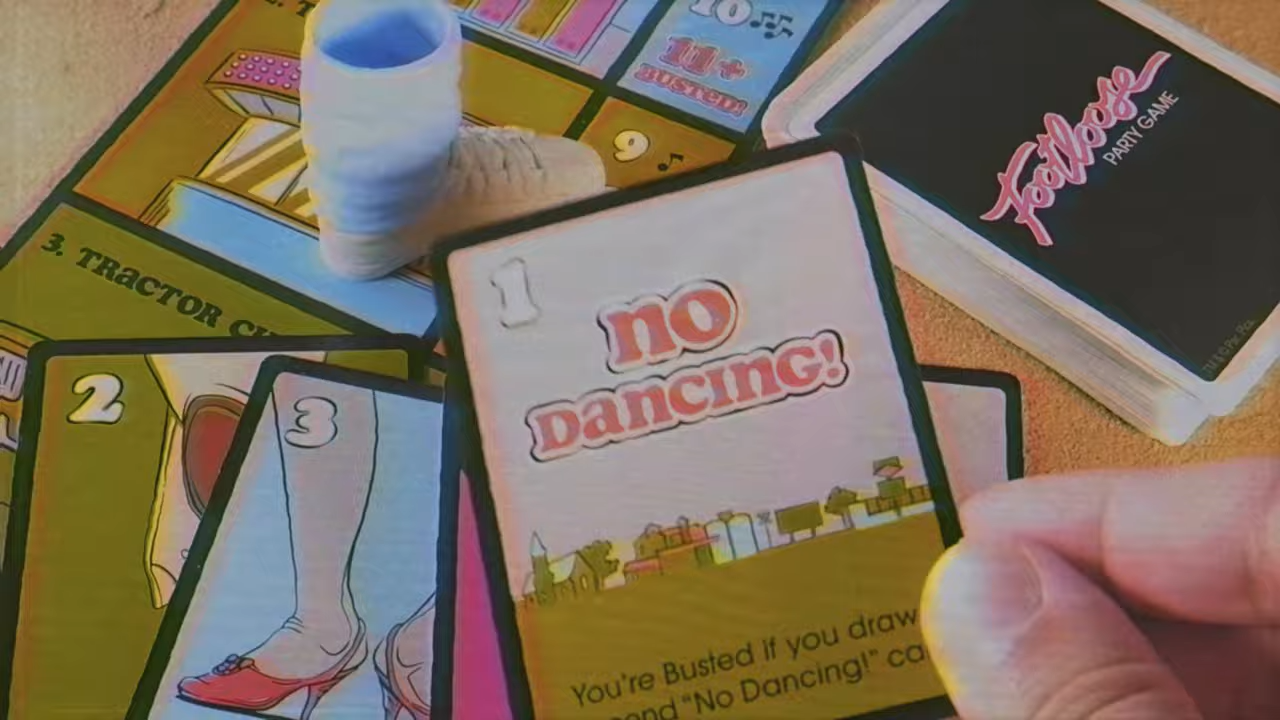 10
11+
BUSTED!
9
Footloose
PARTY GAME
3. TRACTOR
2
3
1
NO
DANCING!
You're Busted if you draw
"No Dancing!"